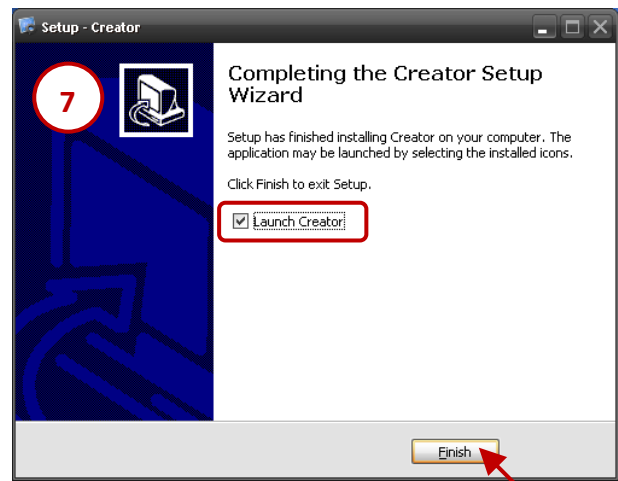 Setup - Creator
7
Completing the Creator Setup
Wizard
Setup has finished installing Creator on your computer. The
application may be launched by selecting the installed icons.
Click Finish to exit Setup.
Launch Creator
Finish